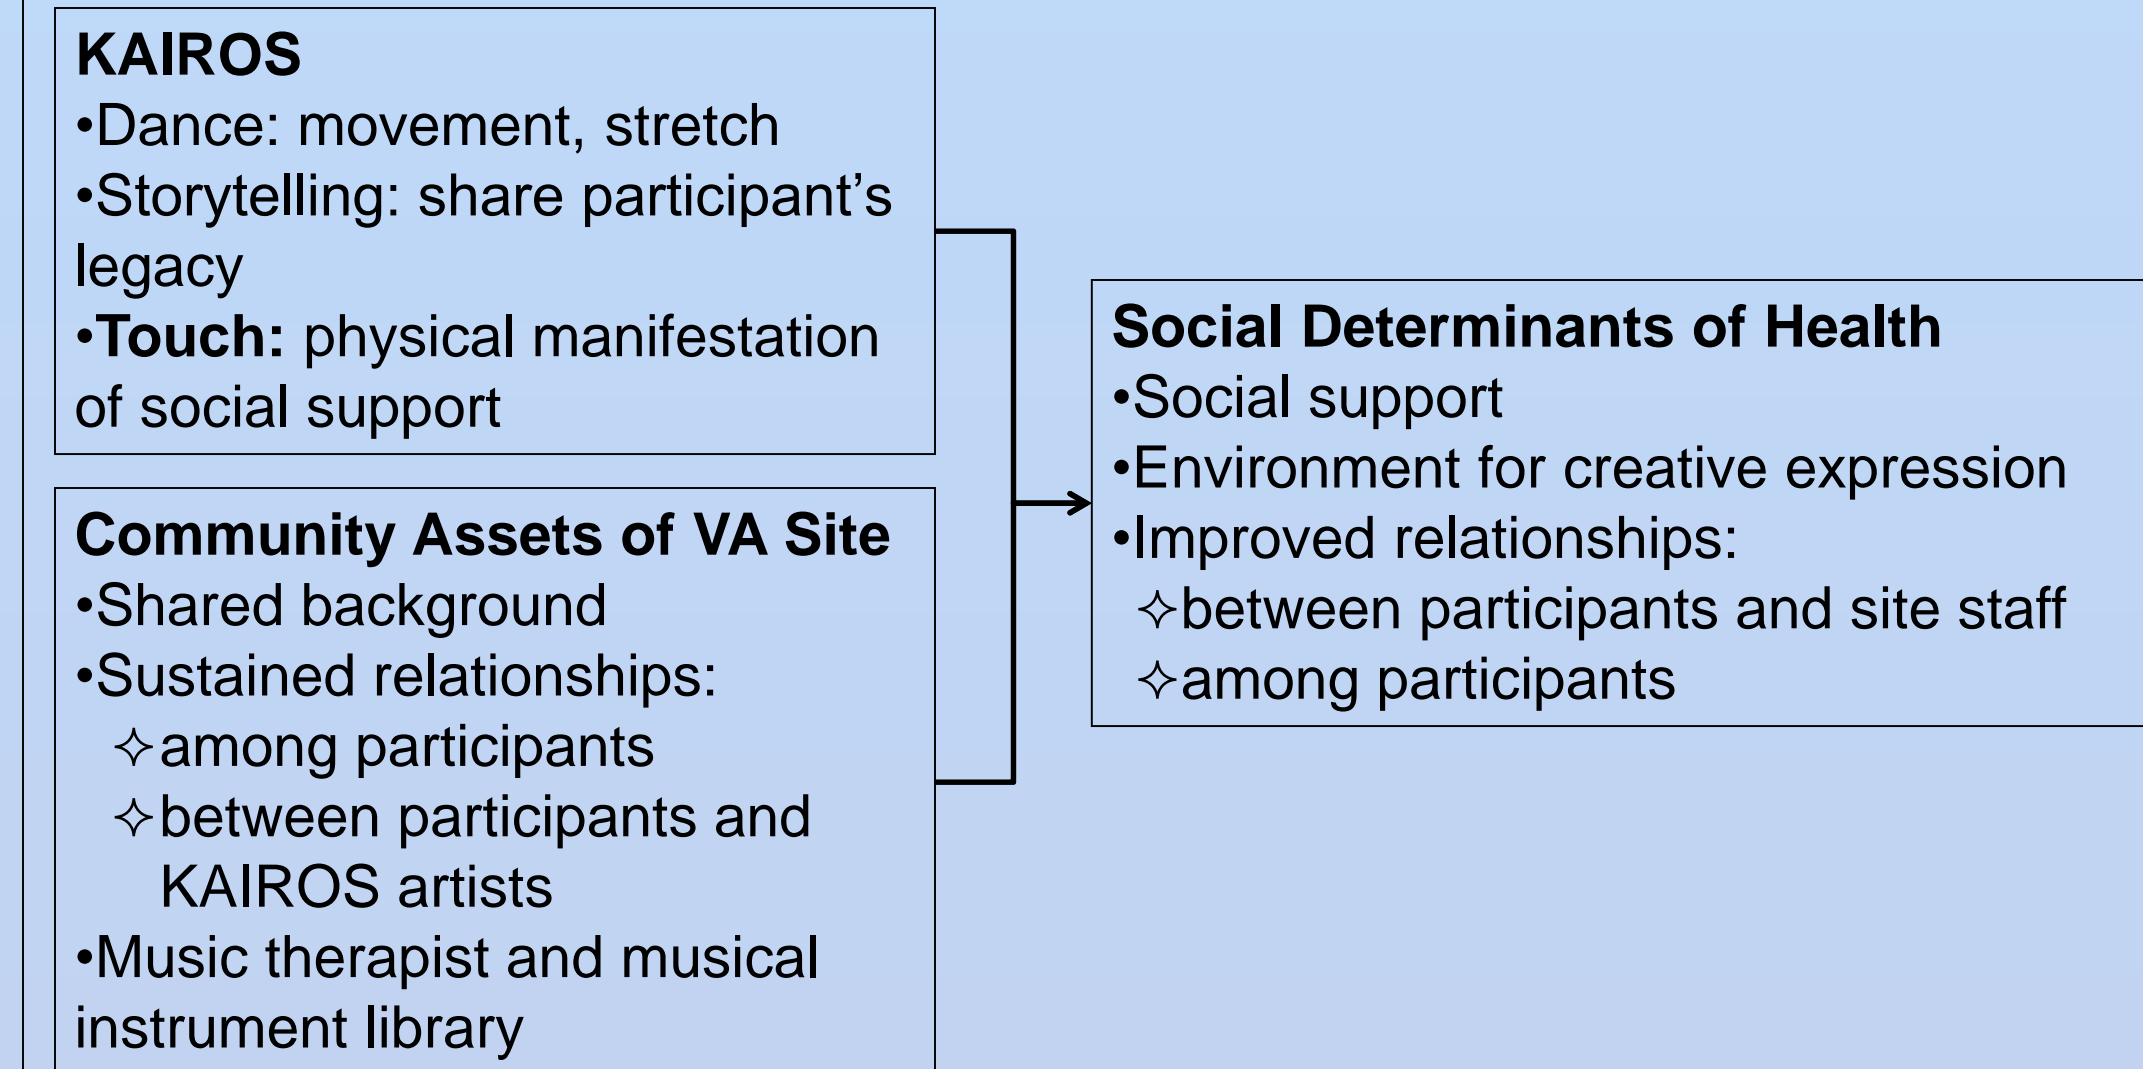 KAIROS
•Dance: movement, stretch
•Storytelling: share participant’s
legacy
•Touch: physical manifestation
of social support
Community Assets of VA Site
•Shared background
•Sustained relationships:
✧among participants
✧between participants and
KAIROS artists
•Music therapist and musical
instrument library
Social Determinants of Health
•Social support
•Environment for creative expression
•Improved relationships:
✧between participants and site staff
✧among participants